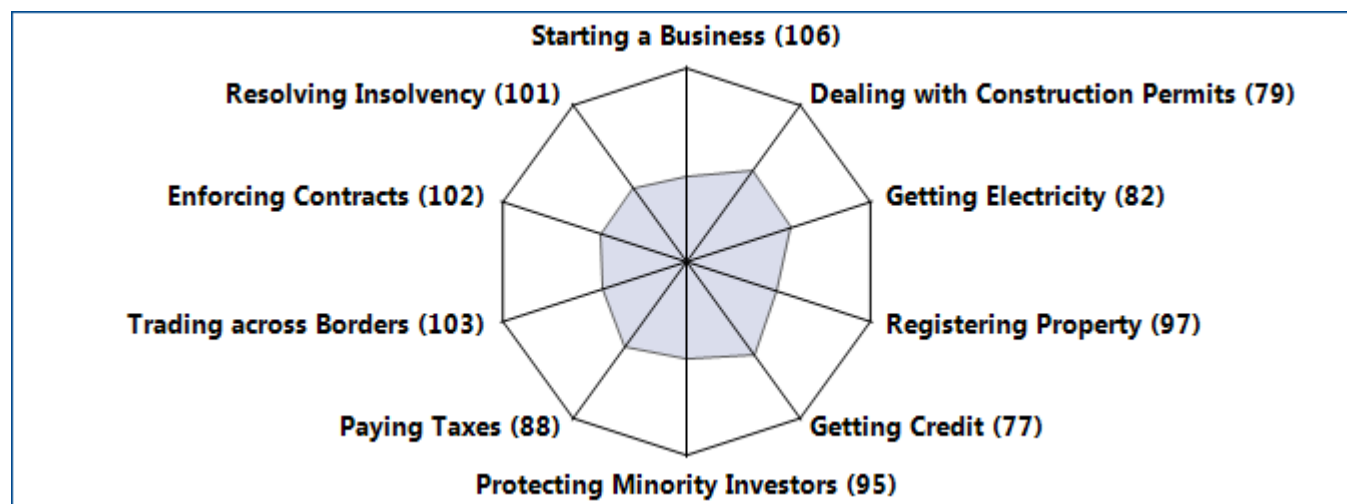 Starting a Business (106)
Resolving Insolvency (101)
Dealing with Construction Permits (79)
Enforcing Contracts (102)
Getting Electricity (82)
Trading across Borders (103)
Registering Property (97)
Paying Taxes (88)
Getting Credit (77)
Protecting Minority Investors (95)